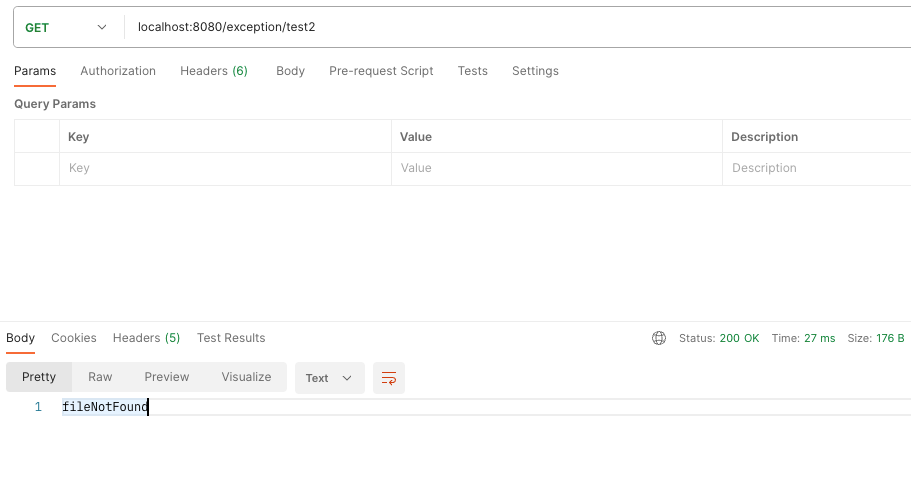 GET localhost:8080/exception/test2
Params Authorization Headers (6) Body Pre-request Script Tests Settings
Query Params
Key Value Description
Key Value Description
Body Cookies Headers (5) Test Results Status: 200 OK Time: 27 ms Size: 176 B
Pretty Raw Preview Visualize Text
1 fileNotFound